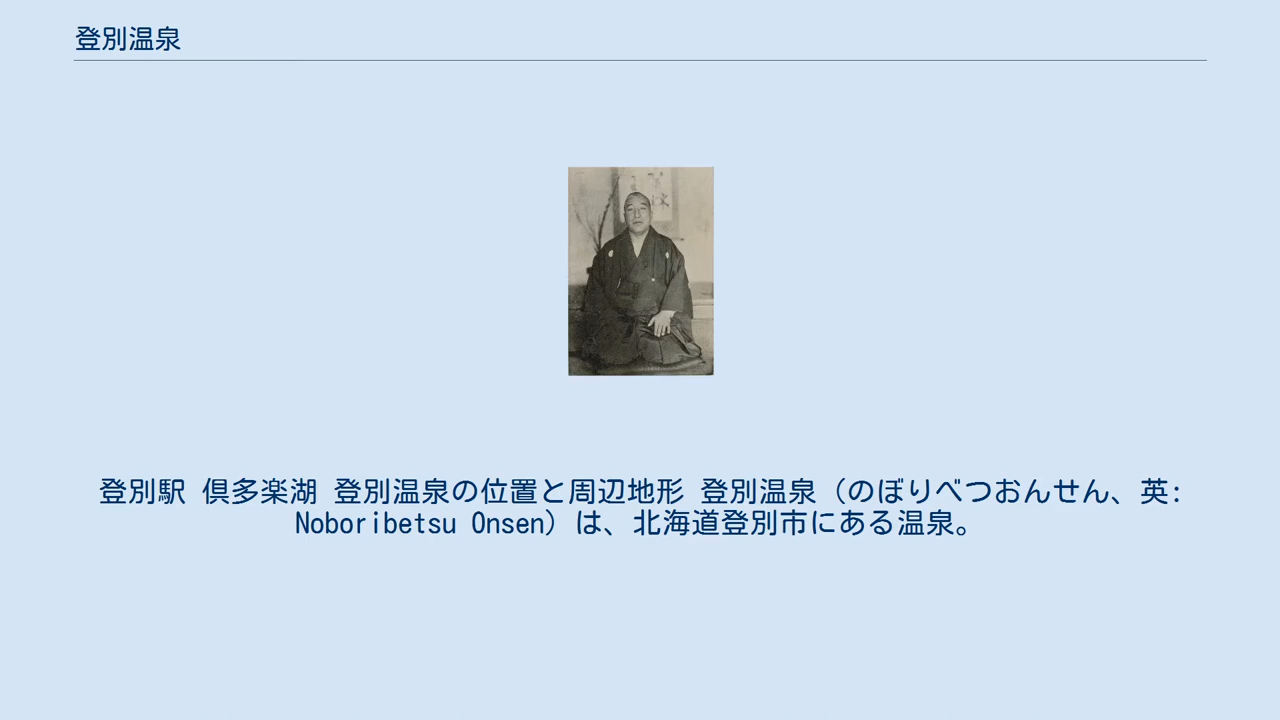 登別温泉
登別駅 倶多楽湖 登別温泉の位置と周辺地形 登別温泉（のぼりべつおんせん、英:
Noboribetsu Onsen）は、北海道登別市にある温泉。